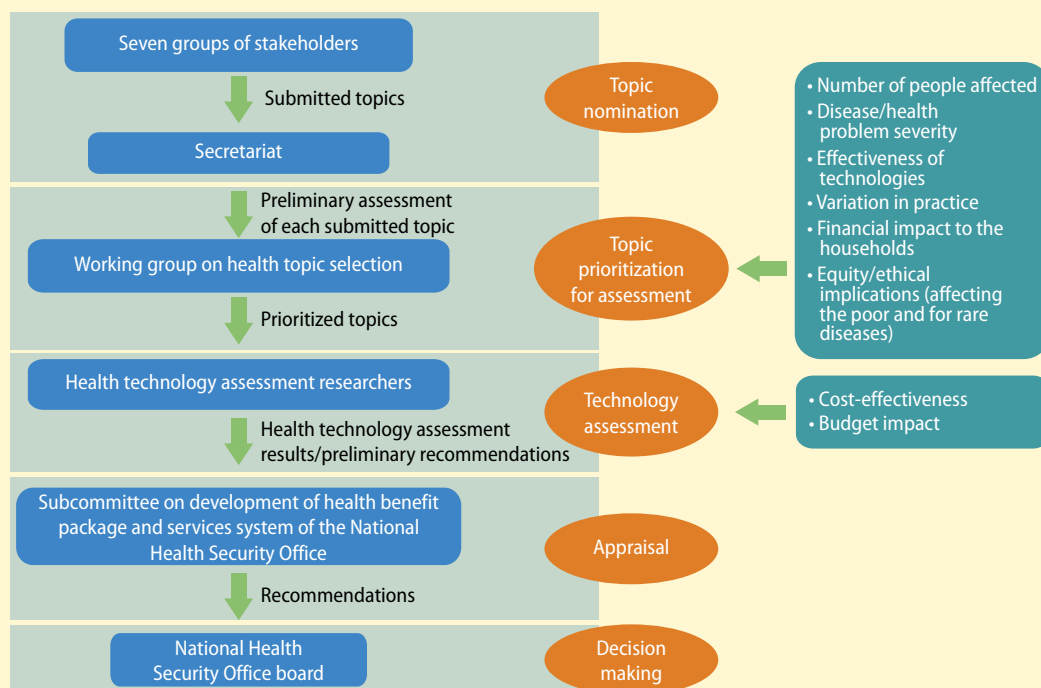 Seven groups of stakeholders
Submitted topics
Secretariat
Topic
nomination
Preliminary assessment
of each submitted topic
Working group on health topic selection
Prioritized topics
Topic
prioritization
for assessment
• Number of people affected
• Disease/health
problem severity
• Effectiveness of
technologies
• Variation in practice
• Financial impact to the
households
• Equity/ethical
implications (affecting
the poor and for rare
diseases)
Health technology assessment researchers
Health technology assessment
results/preliminary recommendations
Technology
assessment
• Cost-effectiveness
• Budget impact
Subcommittee on development of health benefit
package and services system of the National
Health Security Office
Recommendations
Appraisal
National Health
Security Office board
Decision
making